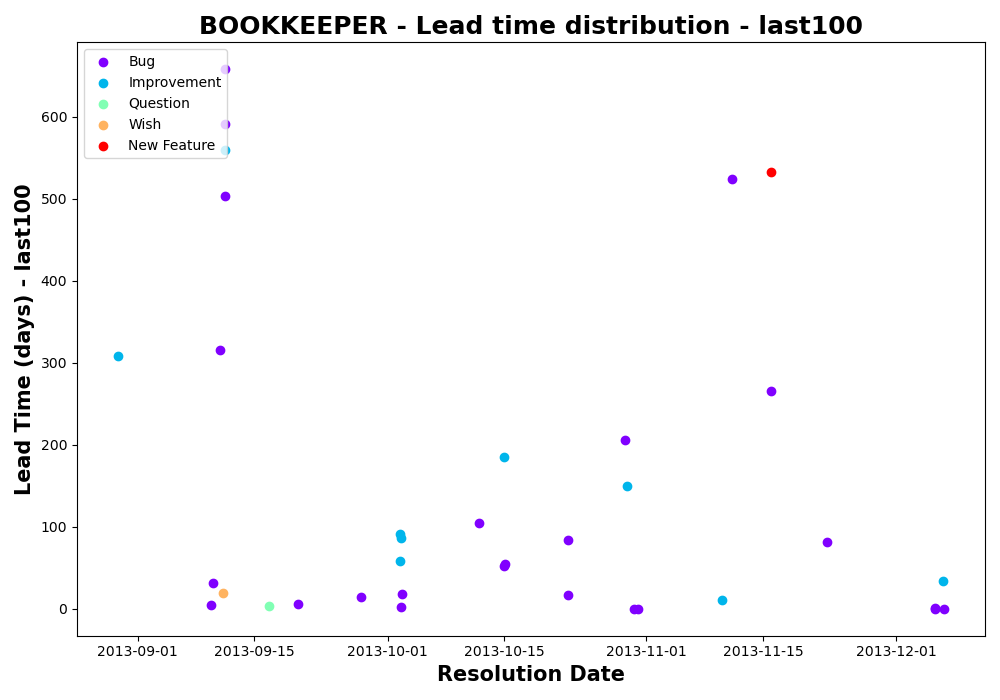 BOOKKEEPER - Lead time distribution - last100
Bug
Improvement
Question
Wish
New Feature
Lead Time (days) - last100
600
500
400
300
200
100
0
2013-09-01
2013-09-15
2013-10-01
2013-10-15
2013-11-01
2013-11-15
2013-12-01
Resolution Date